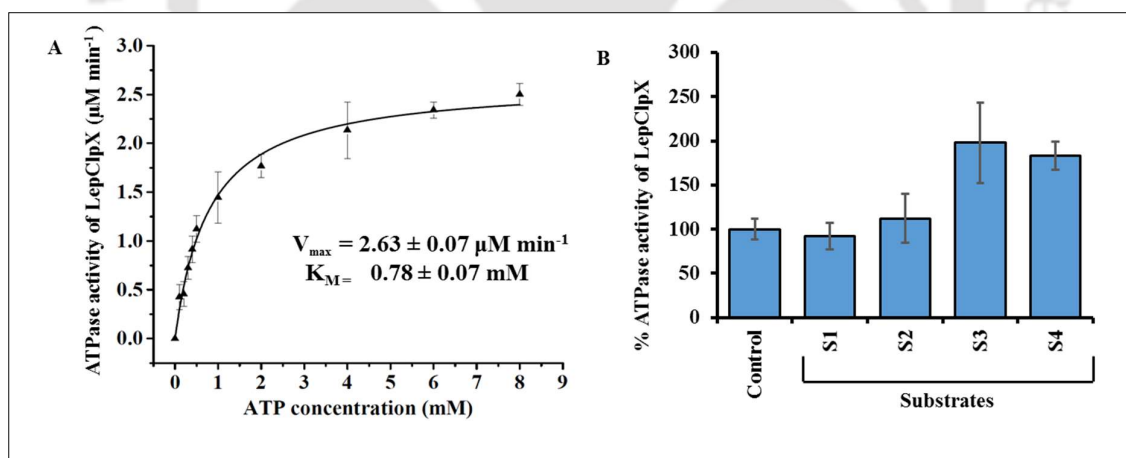 A
ATPase activity of LepClpX (µM min⁻¹)
3.0
2.5
2.0
1.5
1.0
0.5
0.0
Vmax = 2.63 ± 0.07 µM min⁻¹
KM = 0.78 ± 0.07 mM
0 1 2 3 4 5 6 7 8 9
ATP concentration (mM)
B
% ATPase activity of LepClpX
300
250
200
150
100
50
0
Control
S1
S2
S3
S4
Substrates